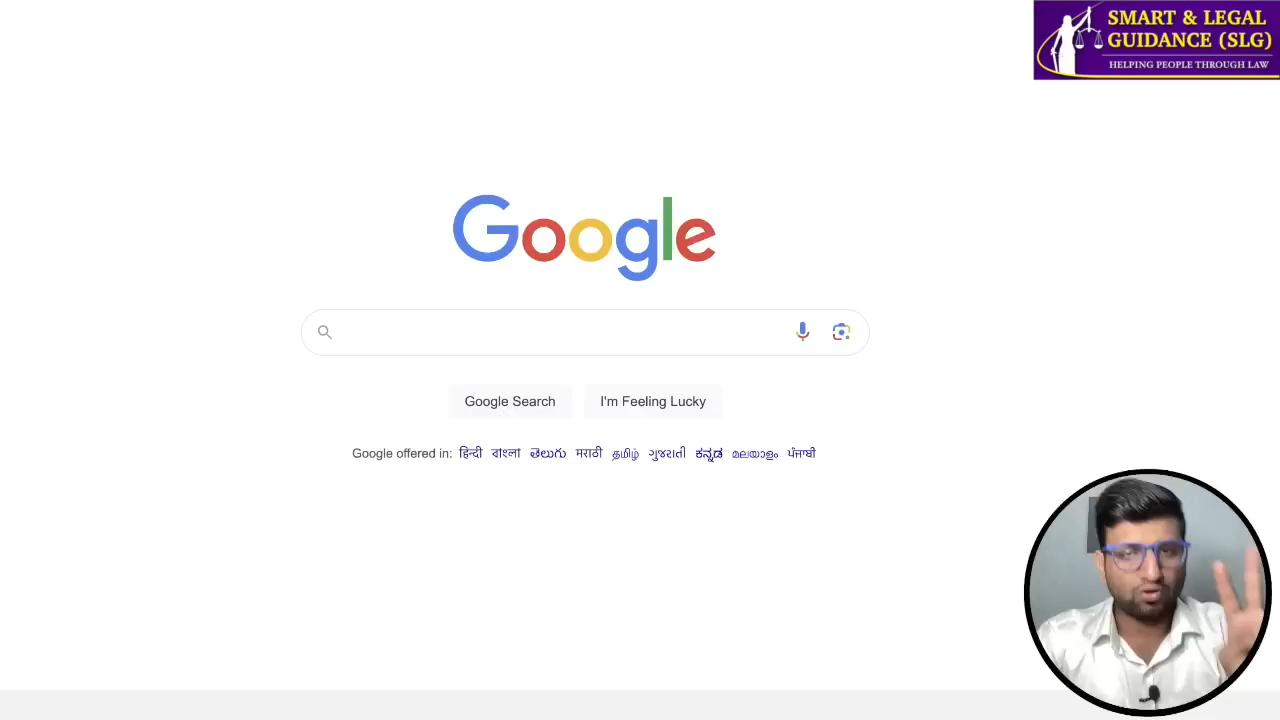 SMART & LEGAL
GUIDANCE (SLG)
HELPING PEOPLE THROUGH LAW
Google
Google Search
I'm Feeling Lucky
Google offered in: हिन्दी বাংলা తెలుగు मराठी தமிழ் ગુજરાતી ಕನ್ನಡ മലയാളം ਪੰਜਾਬੀ